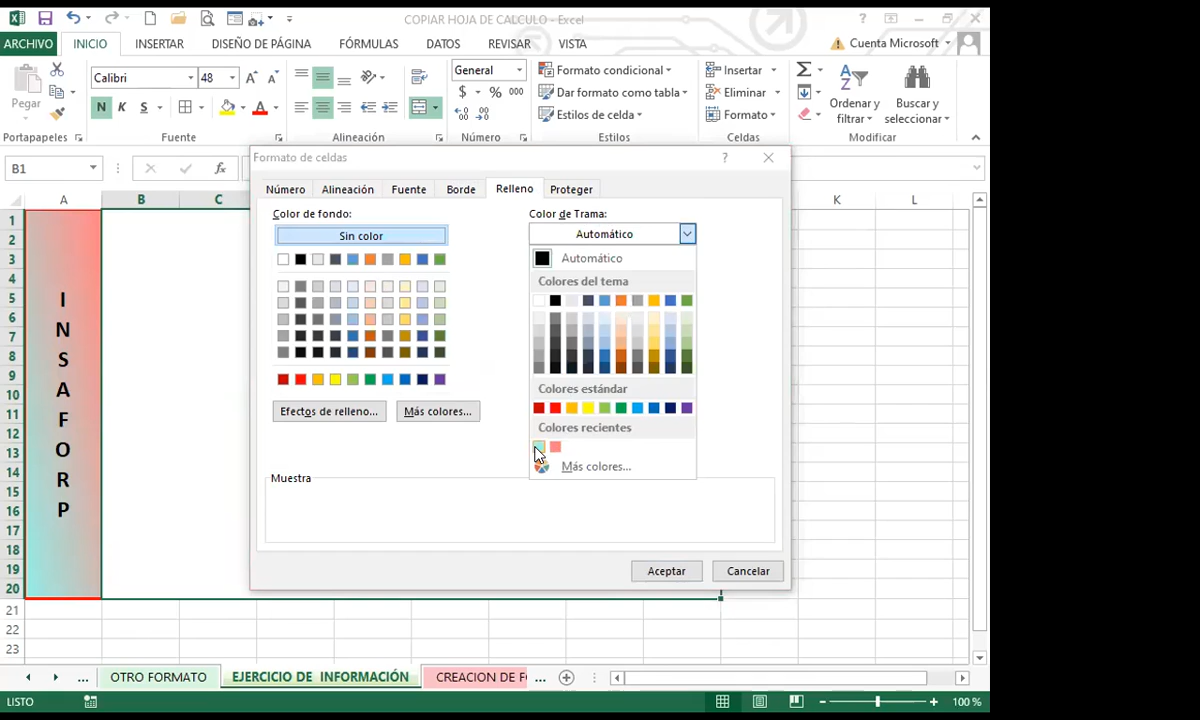 COPIAR HOJA DE CALCULO - Excel
?
ARCHIVO INICIO INSERTAR DISEÑO DE PÁGINA FÓRMULAS DATOS REVISAR VISTA Cuenta Microsoft
Pegar
Calibri 48
N K S A
General
$ % 000
Formato condicional
Dar formato como tabla
Estilos de celda
Insertar
Eliminar
Formato
Ordenar y filtrar
Buscar y seleccionar
Portapapeles Fuente Alineación Número Estilos Celdas Modificar
B1 fx
Formato de celdas ?
A B C K L
1
2
3
4
5
6
7
8
9
10
11
12
13
14
15
16
17
18
19
20
21
22
23
I
N
S
A
F
O
R
P
Número Alineación Fuente Borde Relleno Proteger
Color de fondo:
Sin color
Efectos de relleno... Más colores...
Color de Trama:
Automático
Automático
Colores del tema
Colores estándar
Colores recientes
Más colores...
Muestra
Aceptar Cancelar
... OTRO FORMATO EJERCICIO DE INFORMACIÓN CREACION DE F ...
LISTO 100 %